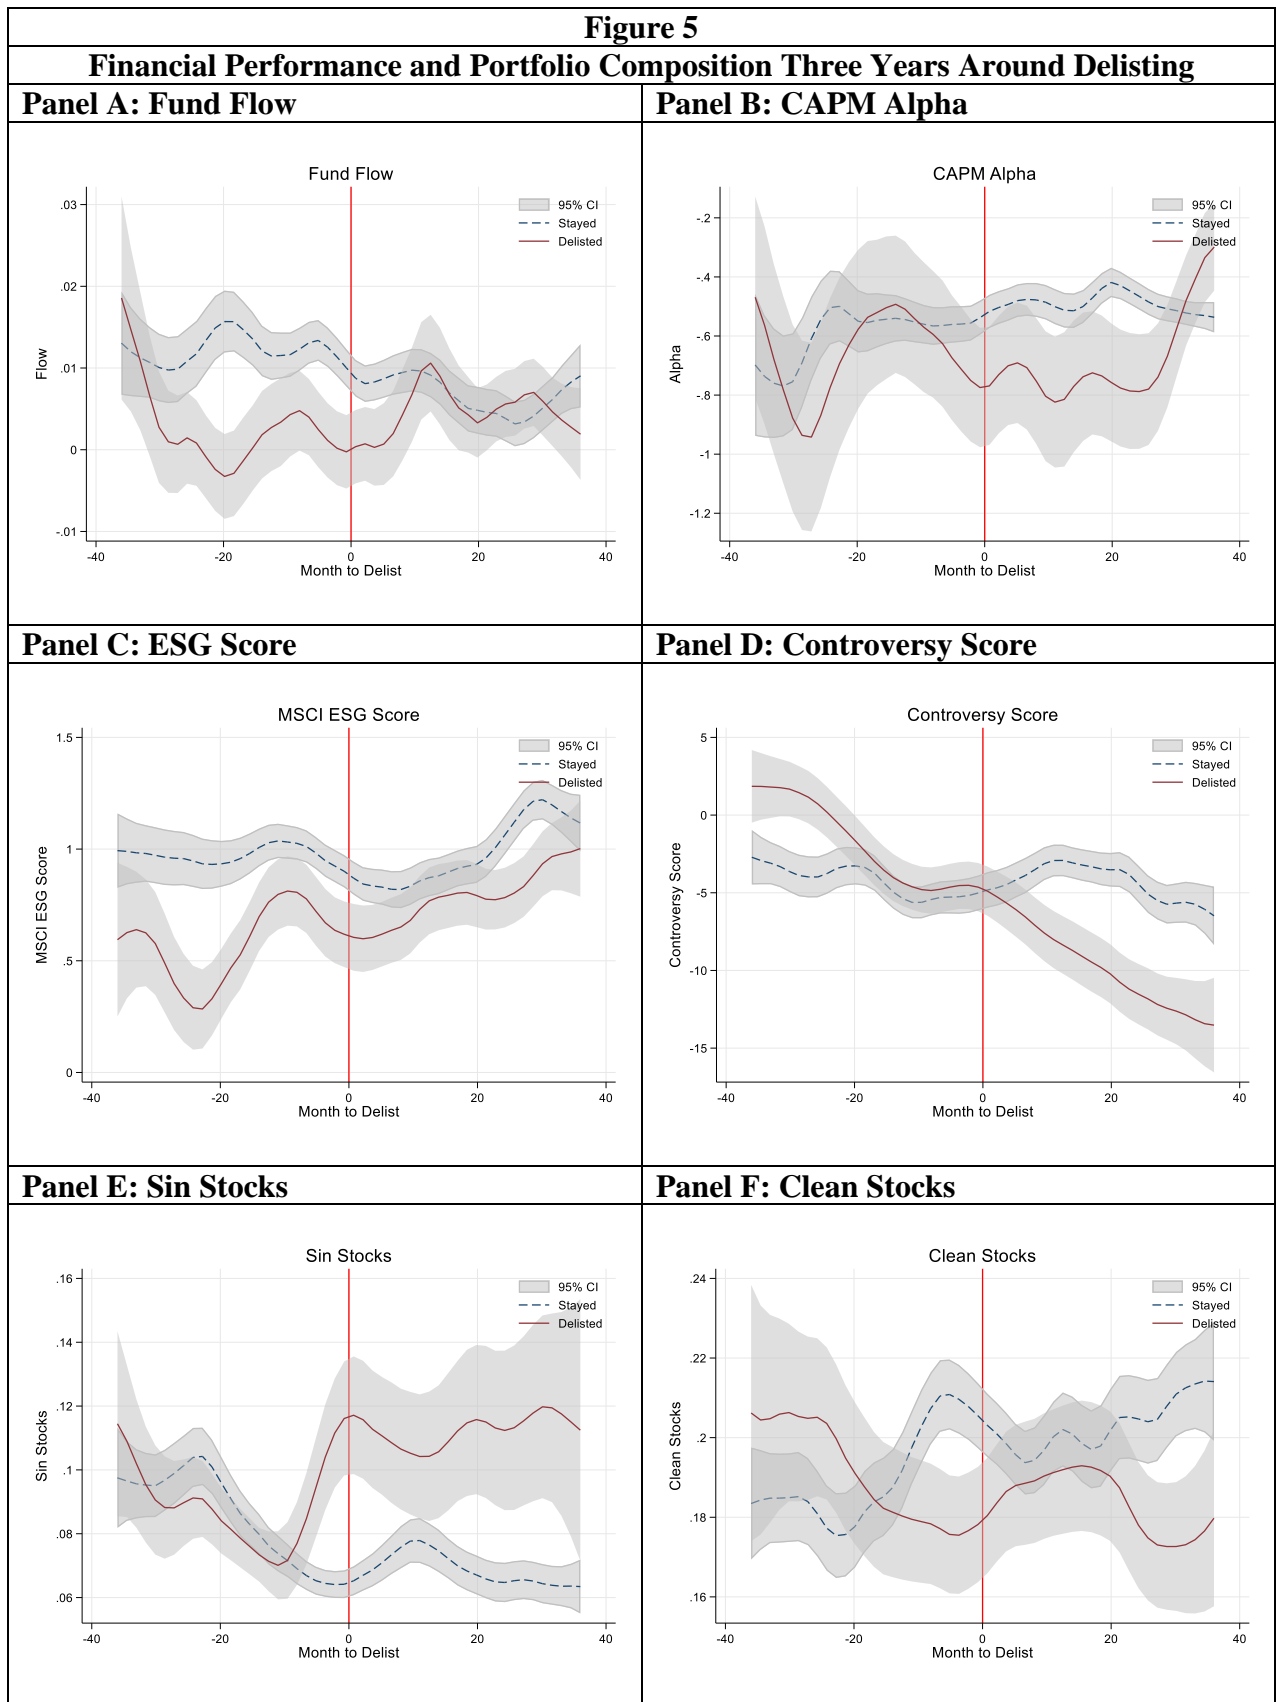 Figure 5
Financial Performance and Portfolio Composition Three Years Around Delisting
Panel A: Fund Flow
Panel B: CAPM Alpha
Fund Flow
95% CI
Stayed
Delisted
.03
.02
.01
0
-.01
Flow
-40 -20 0 20 40
Month to Delist
CAPM Alpha
95% CI
Stayed
Delisted
-.2
-.4
-.6
-.8
-1
-1.2
Alpha
-40 -20 0 20 40
Month to Delist
Panel C: ESG Score
Panel D: Controversy Score
MSCI ESG Score
95% CI
Stayed
Delisted
1.5
1
.5
0
MSCI ESG Score
-40 -20 0 20 40
Month to Delist
Controversy Score
95% CI
Stayed
Delisted
5
0
-5
-10
-15
Controversy Score
-40 -20 0 20 40
Month to Delist
Panel E: Sin Stocks
Panel F: Clean Stocks
Sin Stocks
95% CI
Stayed
Delisted
.16
.14
.12
.1
.08
.06
Sin Stocks
-40 -20 0 20 40
Month to Delist
Clean Stocks
95% CI
Stayed
Delisted
.24
.22
.2
.18
.16
Clean Stocks
-40 -20 0 20 40
Month to Delist